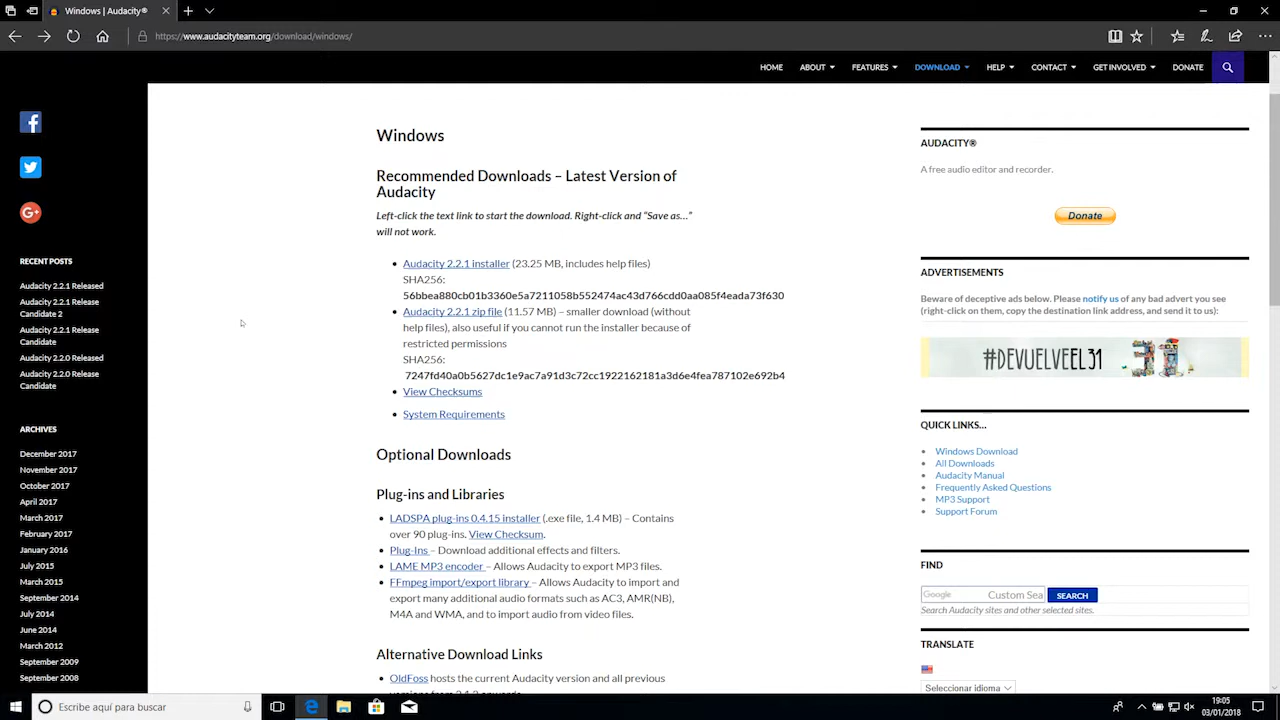 Windows | Audacity®
https://www.audacityteam.org/download/windows/
HOME ABOUT FEATURES DOWNLOAD HELP CONTACT GET INVOLVED DONATE
RECENT POSTS
Audacity 2.2.1 Released
Audacity 2.2.1 Release
Candidate 2
Audacity 2.2.1 Release
Candidate
Audacity 2.2.0 Released
Audacity 2.2.0 Release
Candidate
ARCHIVES
December 2017
November 2017
October 2017
April 2017
March 2017
February 2017
January 2016
July 2015
March 2015
September 2014
July 2014
June 2014
March 2012
September 2009
September 2008
Windows
Recommended Downloads – Latest Version of
Audacity
Left-click the text link to start the download. Right-click and “Save as...”
will not work.
Audacity 2.2.1 installer (23.25 MB, includes help files)
SHA256:
56bbea880cb01b3360e5a7211058b552474ac43d766cdd0aa085f4eada73f630
Audacity 2.2.1 zip file (11.57 MB) – smaller download (without
help files), also useful if you cannot run the installer because of
restricted permissions
SHA256:
7247fd40a0b5627dc1e9ac7a91d3c72cc1922162181a3d6e4fea787102e692b4
View Checksums
System Requirements
Optional Downloads
Plug-ins and Libraries
LADSPA plug-ins 0.4.15 installer (.exe file, 1.4 MB) – Contains
over 90 plug-ins. View Checksum.
Plug-Ins – Download additional effects and filters.
LAME MP3 encoder – Allows Audacity to export MP3 files.
FFmpeg import/export library – Allows Audacity to import and
export many additional audio formats such as AC3, AMR(NB),
M4A and WMA, and to import audio from video files.
Alternative Download Links
OldFoss hosts the current Audacity version and all previous
AUDACITY®
A free audio editor and recorder.
Donate
ADVERTISEMENTS
Beware of deceptive ads below. Please notify us of any bad advert you see
(right-click on them, copy the destination link address, and send it to us):
#DEVUELVEEL31 31
QUICK LINKS...
Windows Download
All Downloads
Audacity Manual
Frequently Asked Questions
MP3 Support
Support Forum
FIND
Google Custom Sea SEARCH
Search Audacity sites and other selected sites.
TRANSLATE
Seleccionar idioma
Escribe aquí para buscar
19:05
03/01/2018